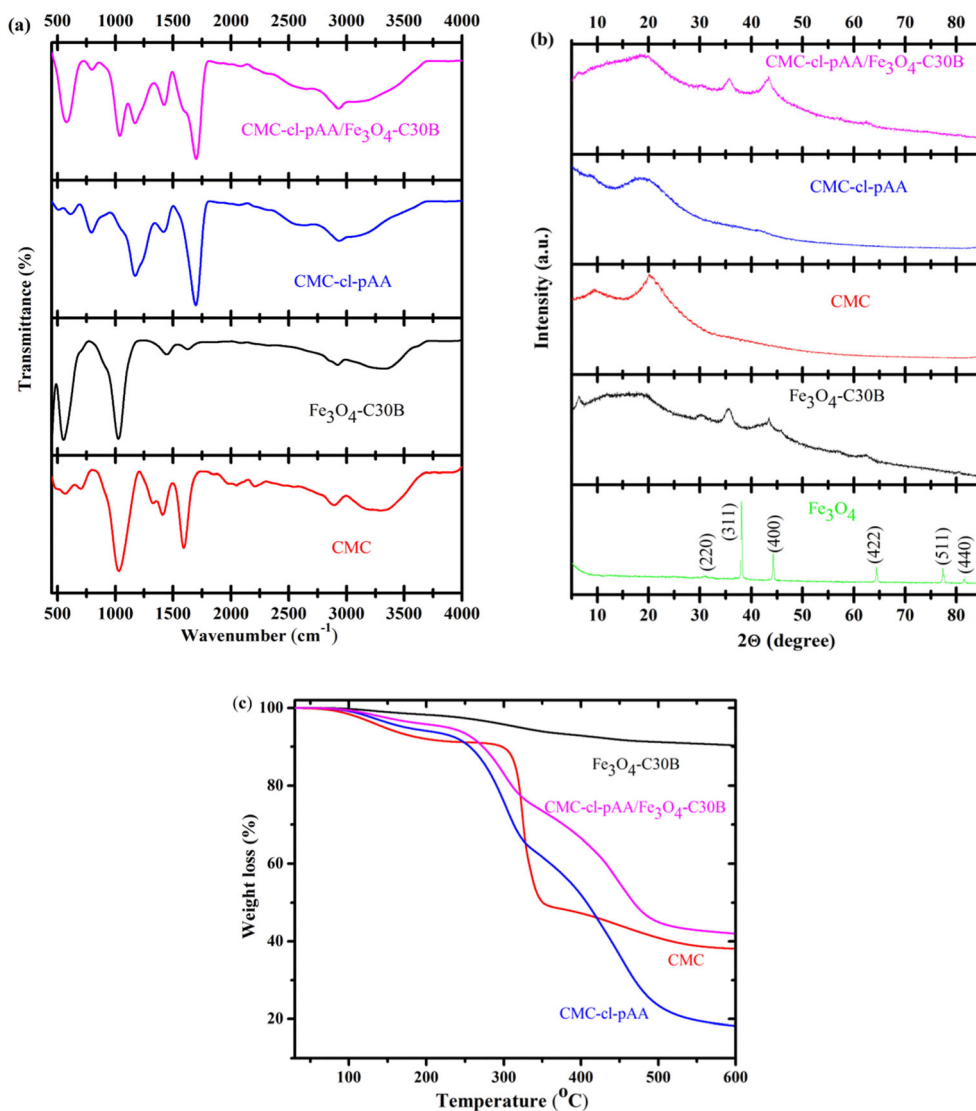 (a)
500 1000 1500 2000 2500 3000 3500 4000
CMC-cl-pAA/Fe3O4-C30B
CMC-cl-pAA
Fe3O4-C30B
CMC
Transmittance (%)
500 1000 1500 2000 2500 3000 3500 4000
Wavenumber (cm-1)
(b)
10 20 30 40 50 60 70 80
CMC-cl-pAA/Fe3O4-C30B
CMC-cl-pAA
CMC
Fe3O4-C30B
Fe3O4
(220)
(311)
(400)
(422)
(511)
(440)
Intensity (a.u.)
10 20 30 40 50 60 70 80
2Θ (degree)
(c)
100
80
60
40
20
Weight loss (%)
Fe3O4-C30B
CMC-cl-pAA/Fe3O4-C30B
CMC
CMC-cl-pAA
100 200 300 400 500 600
Temperature (OC)